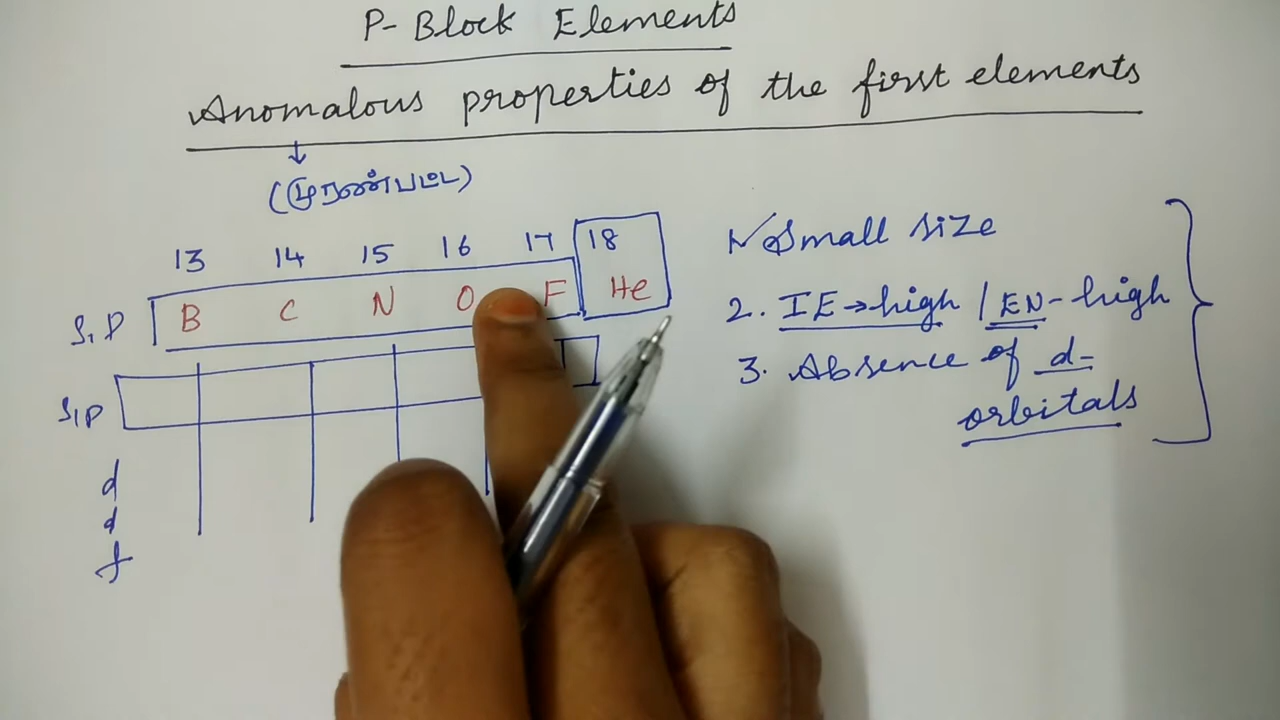 P-Block Elements
Anomalous properties of the first elements
(முரண்பட்ட)
13 14 15 16 17 18
s,p B C N O F He
s,p
d
d
f
1. Small size
2. IE→high / EN-high
3. Absence of d-
orbitals